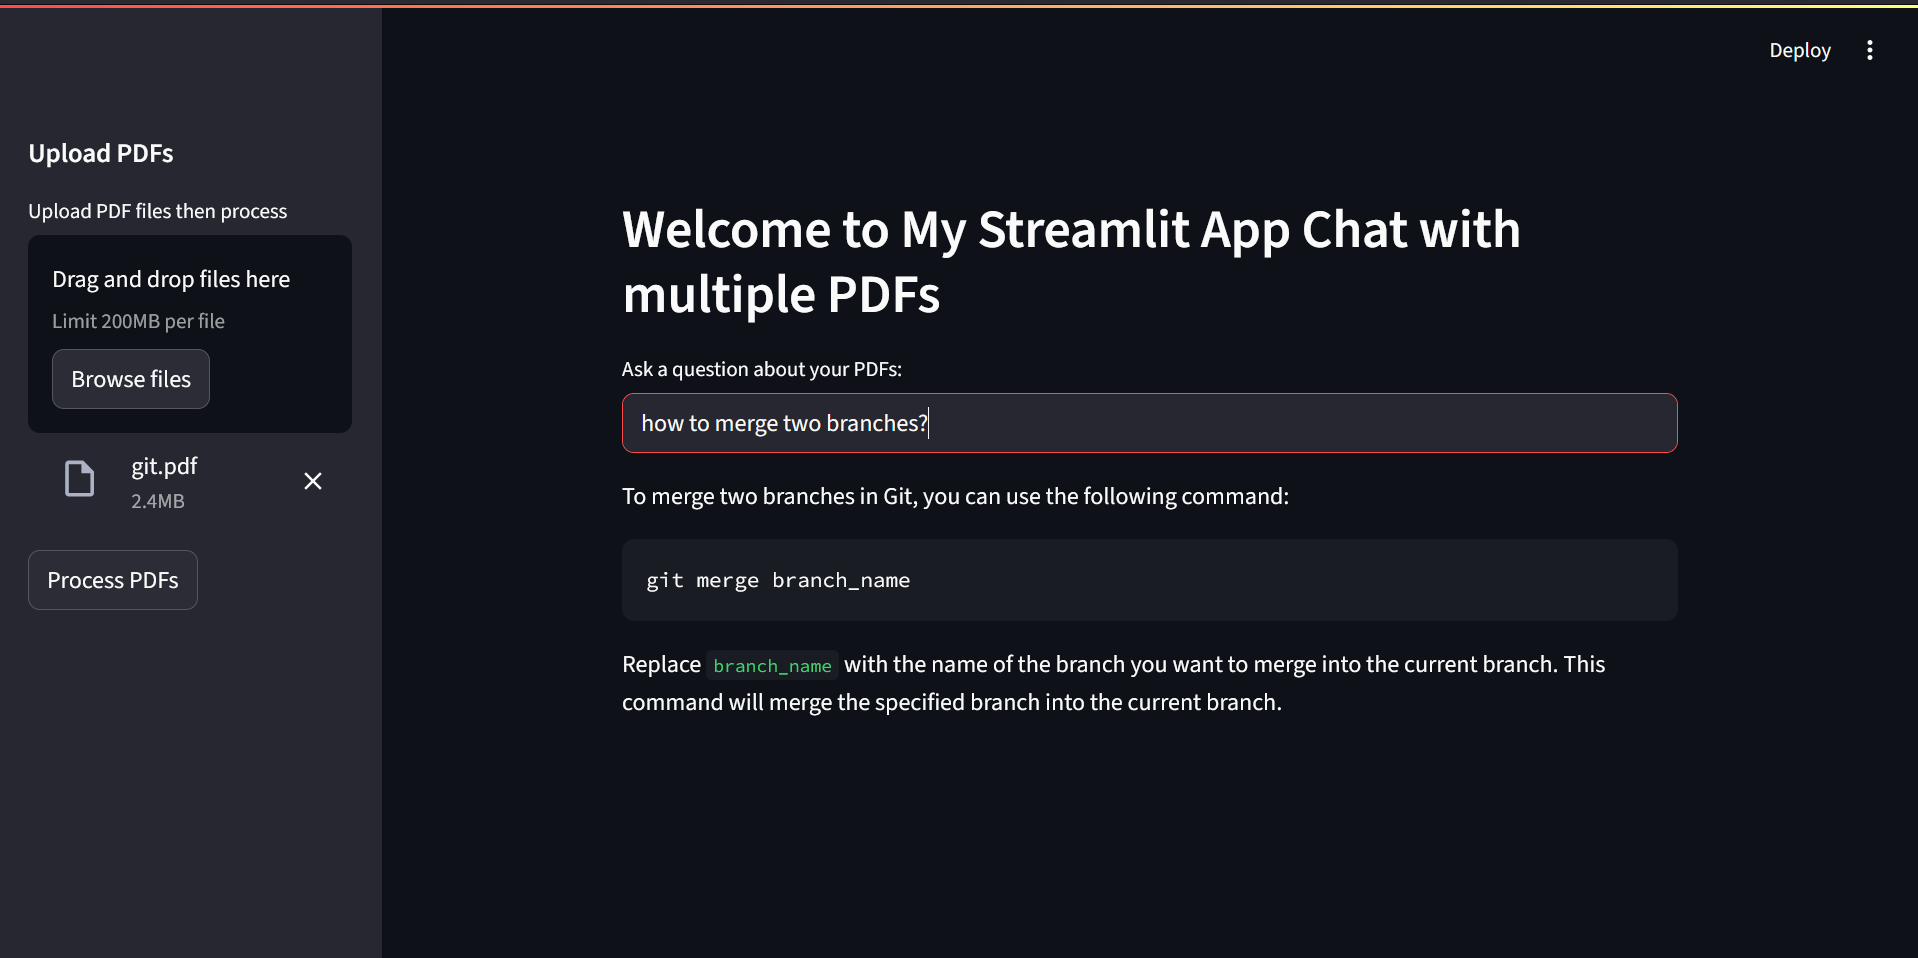 Deploy
Upload PDFs
Upload PDF files then process
Drag and drop files here
Limit 200MB per file
Browse files
git.pdf
2.4MB
Process PDFs
Welcome to My Streamlit App Chat with
multiple PDFs
Ask a question about your PDFs:
how to merge two branches?
To merge two branches in Git, you can use the following command:
git merge branch_name
Replace branch_name with the name of the branch you want to merge into the current branch. This
command will merge the specified branch into the current branch.